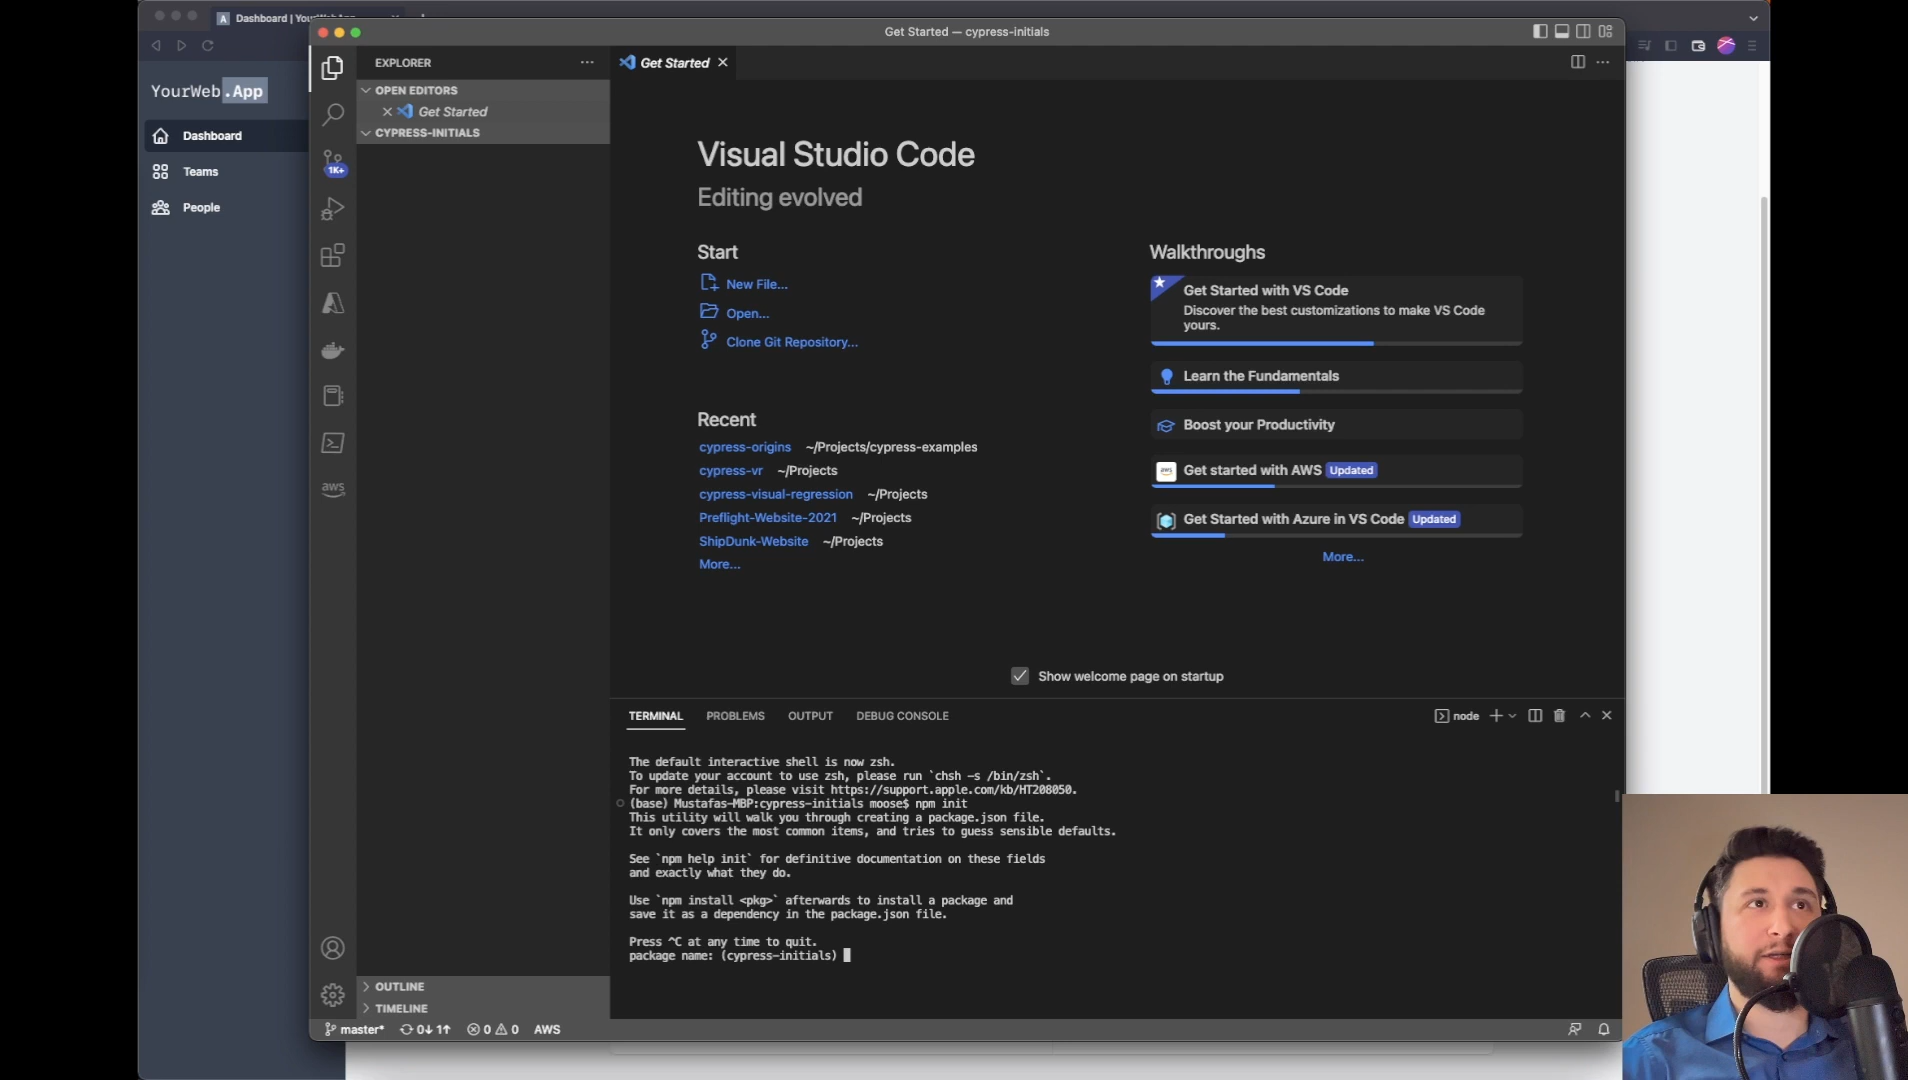 Dashboard | YourWeb.App
Get Started — cypress-initials
YourWeb.App
Dashboard
Teams
People
EXPLORER
OPEN EDITORS
Get Started
CYPRESS-INITIALS
1K+
aws
OUTLINE
TIMELINE
Get Started
Visual Studio Code
Editing evolved
Start
New File...
Open...
Clone Git Repository...
Recent
cypress-origins ~/Projects/cypress-examples
cypress-vr ~/Projects
cypress-visual-regression ~/Projects
Preflight-Website-2021 ~/Projects
ShipDunk-Website ~/Projects
More...
Walkthroughs
Get Started with VS Code
Discover the best customizations to make VS Code
yours.
Learn the Fundamentals
Boost your Productivity
aws Get started with AWS Updated
Get Started with Azure in VS Code Updated
More...
Show welcome page on startup
TERMINAL PROBLEMS OUTPUT DEBUG CONSOLE
node
The default interactive shell is now zsh.
To update your account to use zsh, please run `chsh -s /bin/zsh`.
For more details, please visit https://support.apple.com/kb/HT208050.
(base) Mustafas-MBP:cypress-initials moose$ npm init
This utility will walk you through creating a package.json file.
It only covers the most common items, and tries to guess sensible defaults.
See `npm help init` for definitive documentation on these fields
and exactly what they do.
Use `npm install <pkg>` afterwards to install a package and
save it as a dependency in the package.json file.
Press ^C at any time to quit.
package name: (cypress-initials)
master* 0↓ 1↑ 0 0 AWS